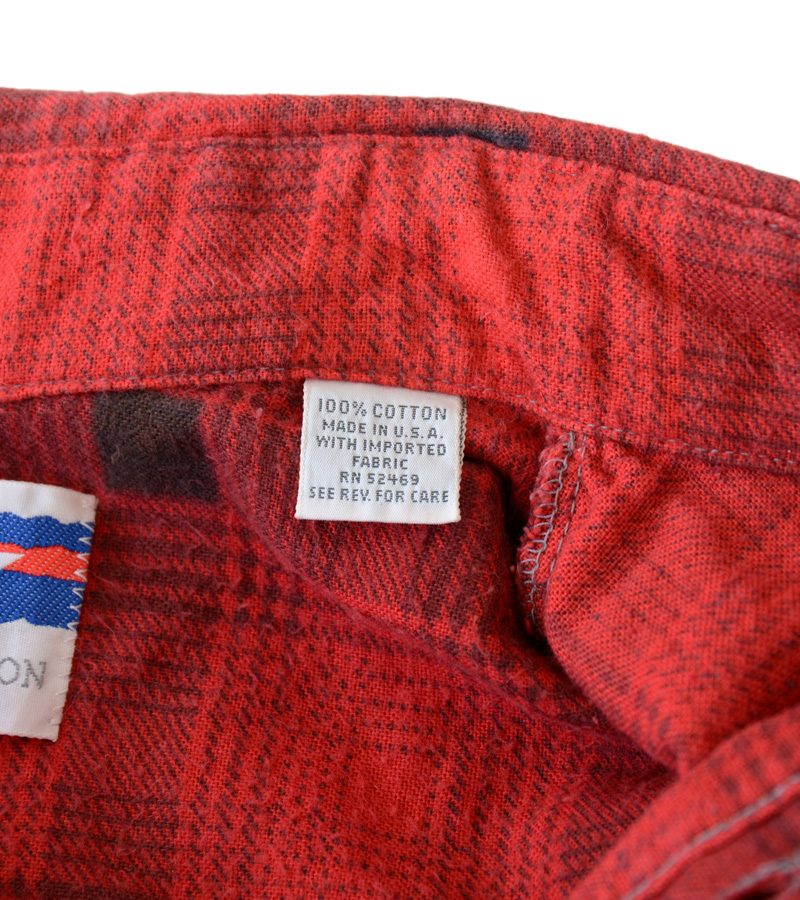 100% COTTON
MADE IN U.S.A.
WITH IMPORTED
FABRIC
RN 52469
SEE REV. FOR CARE
ON